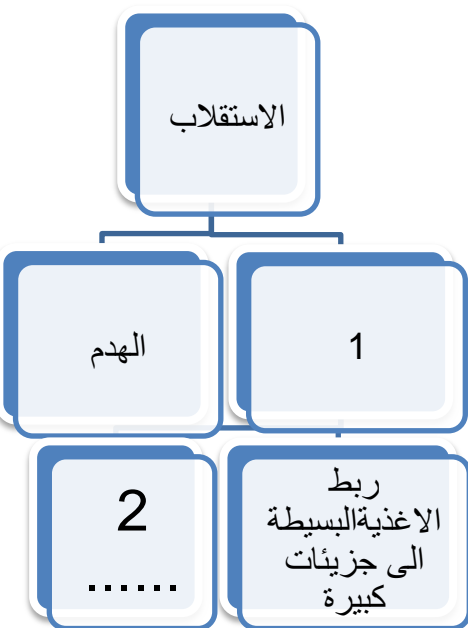 الاستقلاب
1
الهدم
ربط
الاغذيةالبسيطة
الى جزيئات
كبيرة
2
......